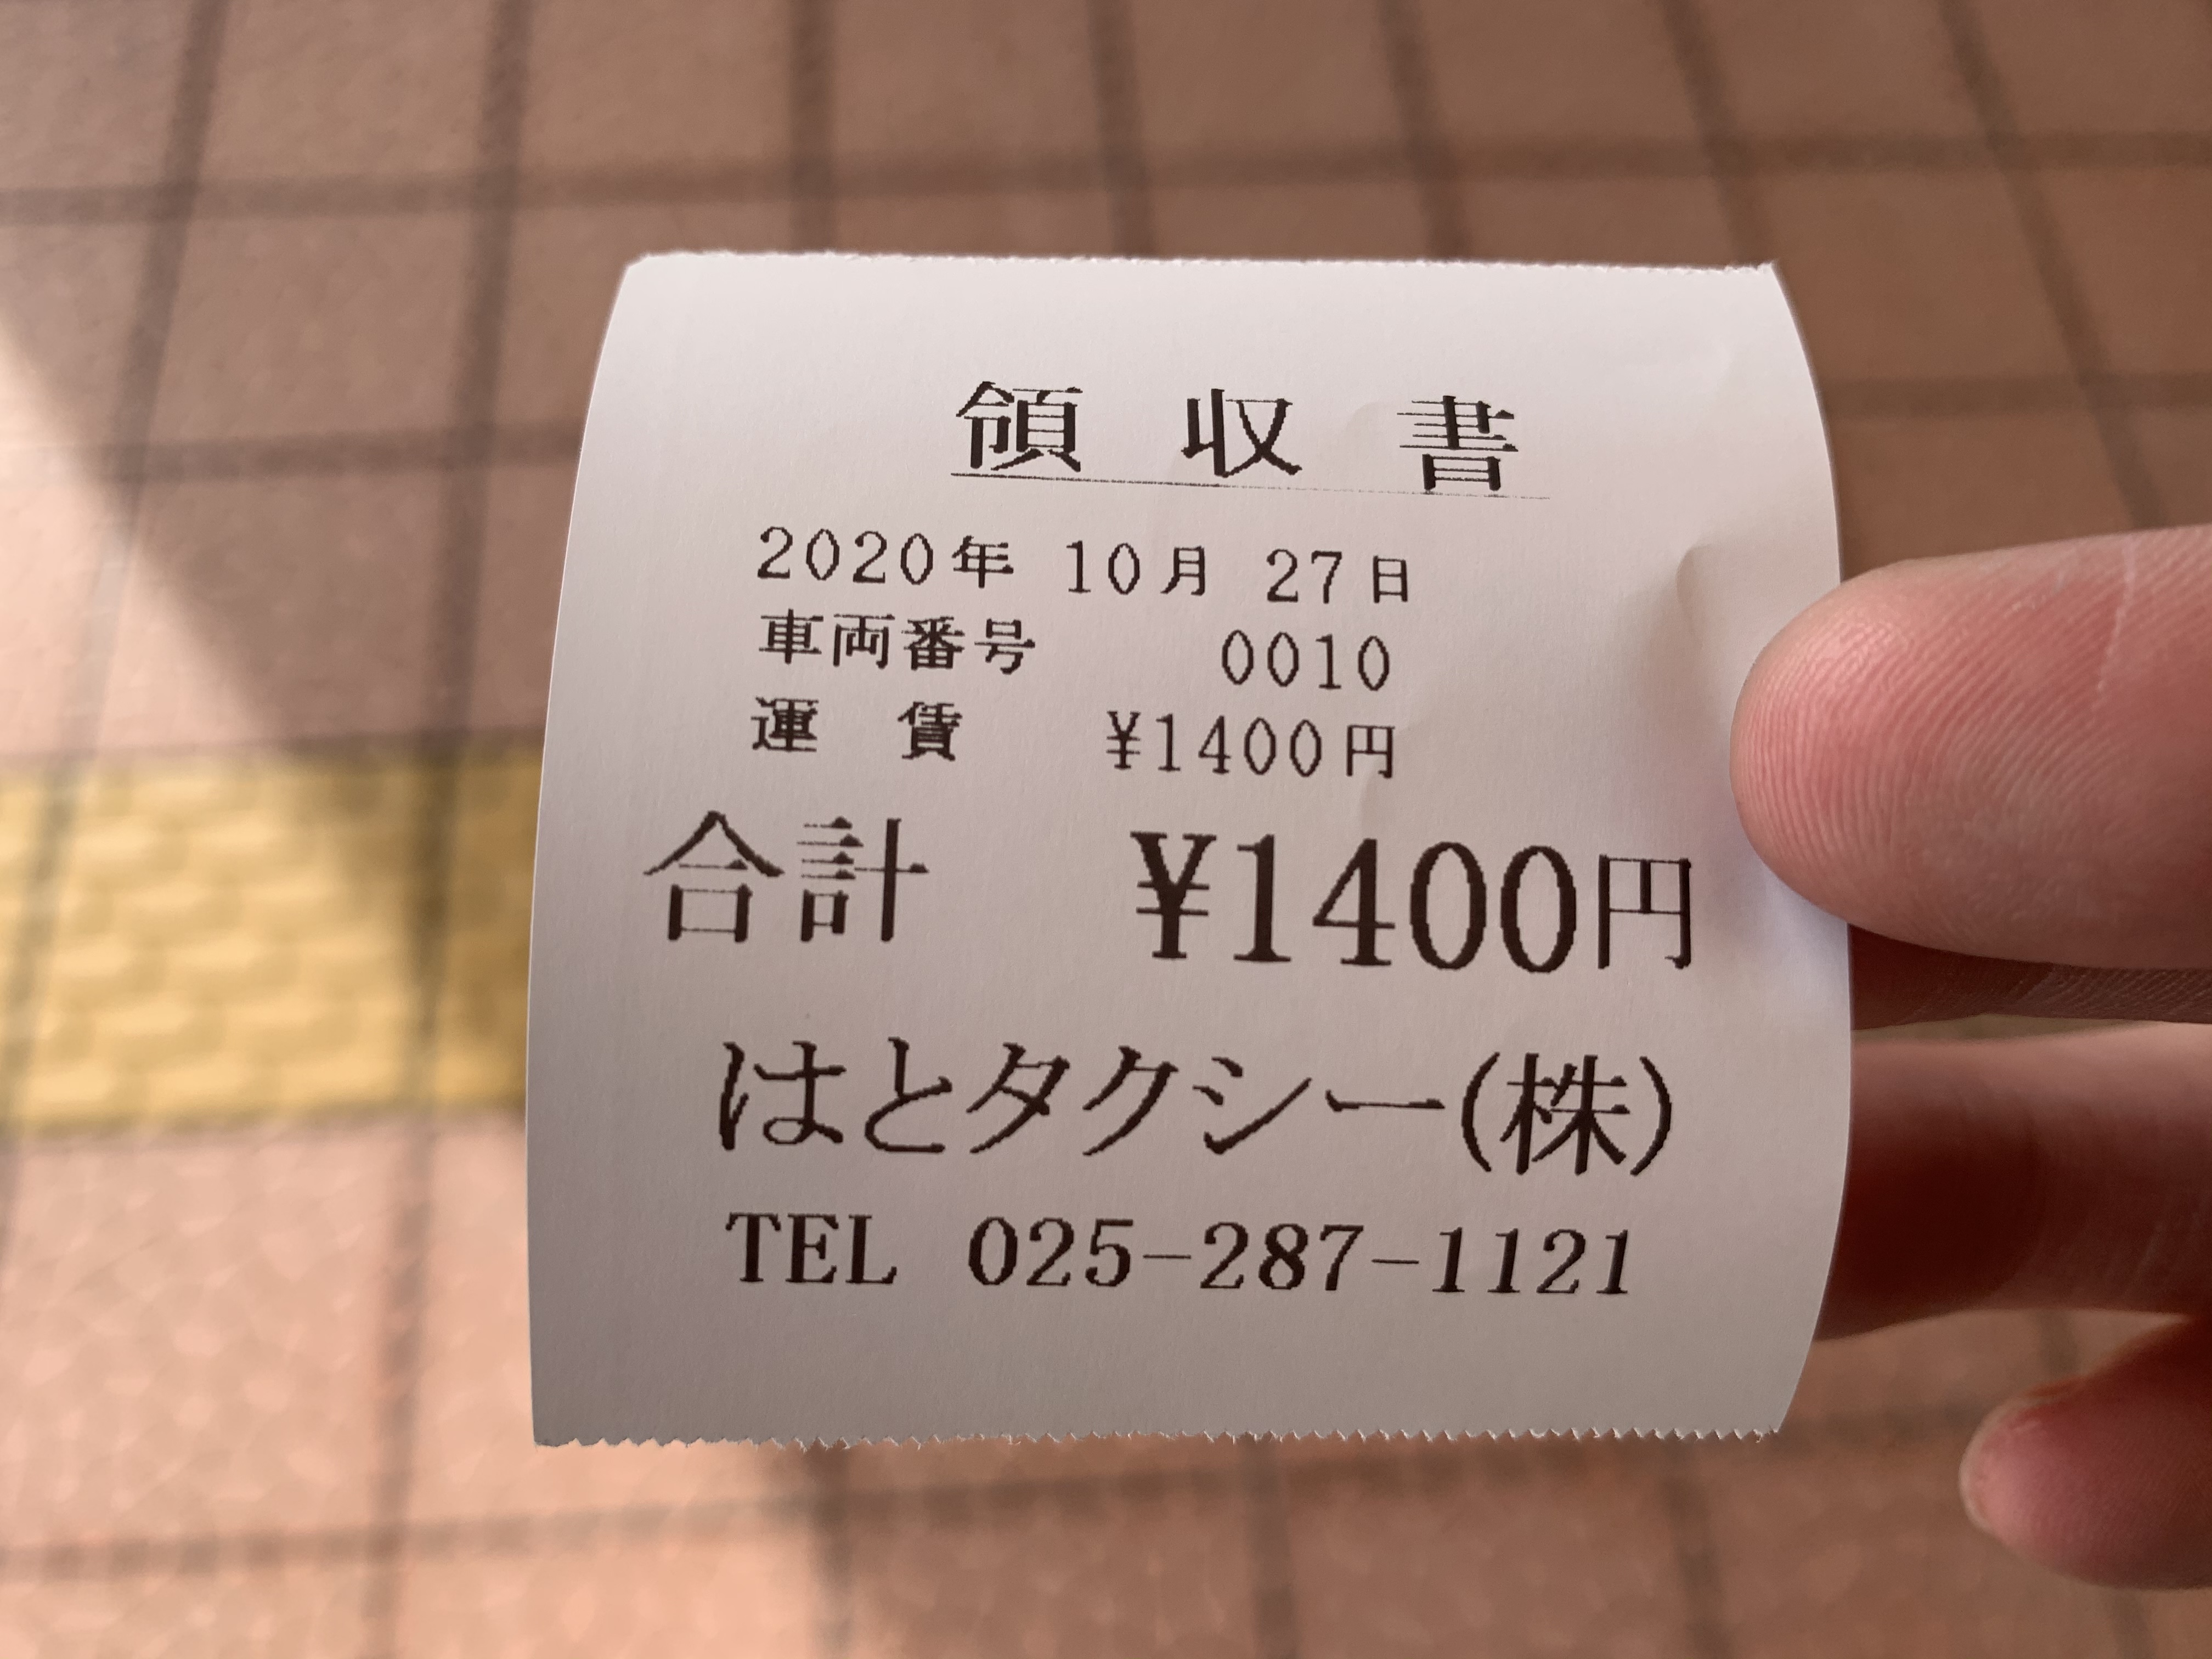 領収書
2020年 10月 27日
車両番号 0010
運 賃 ¥1400円
合計 ¥1400円
はとタクシー(株)
TEL 025-287-1121